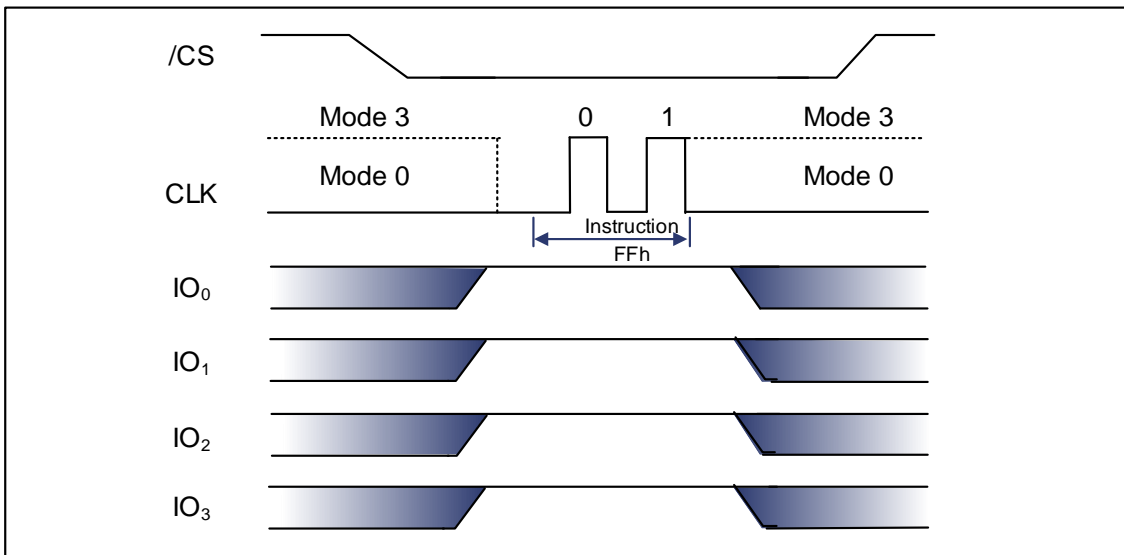 /CS
Mode 3 0 1 Mode 3
Mode 0 Mode 0
CLK
Instruction
FFh
IO0
IO1
IO2
IO3